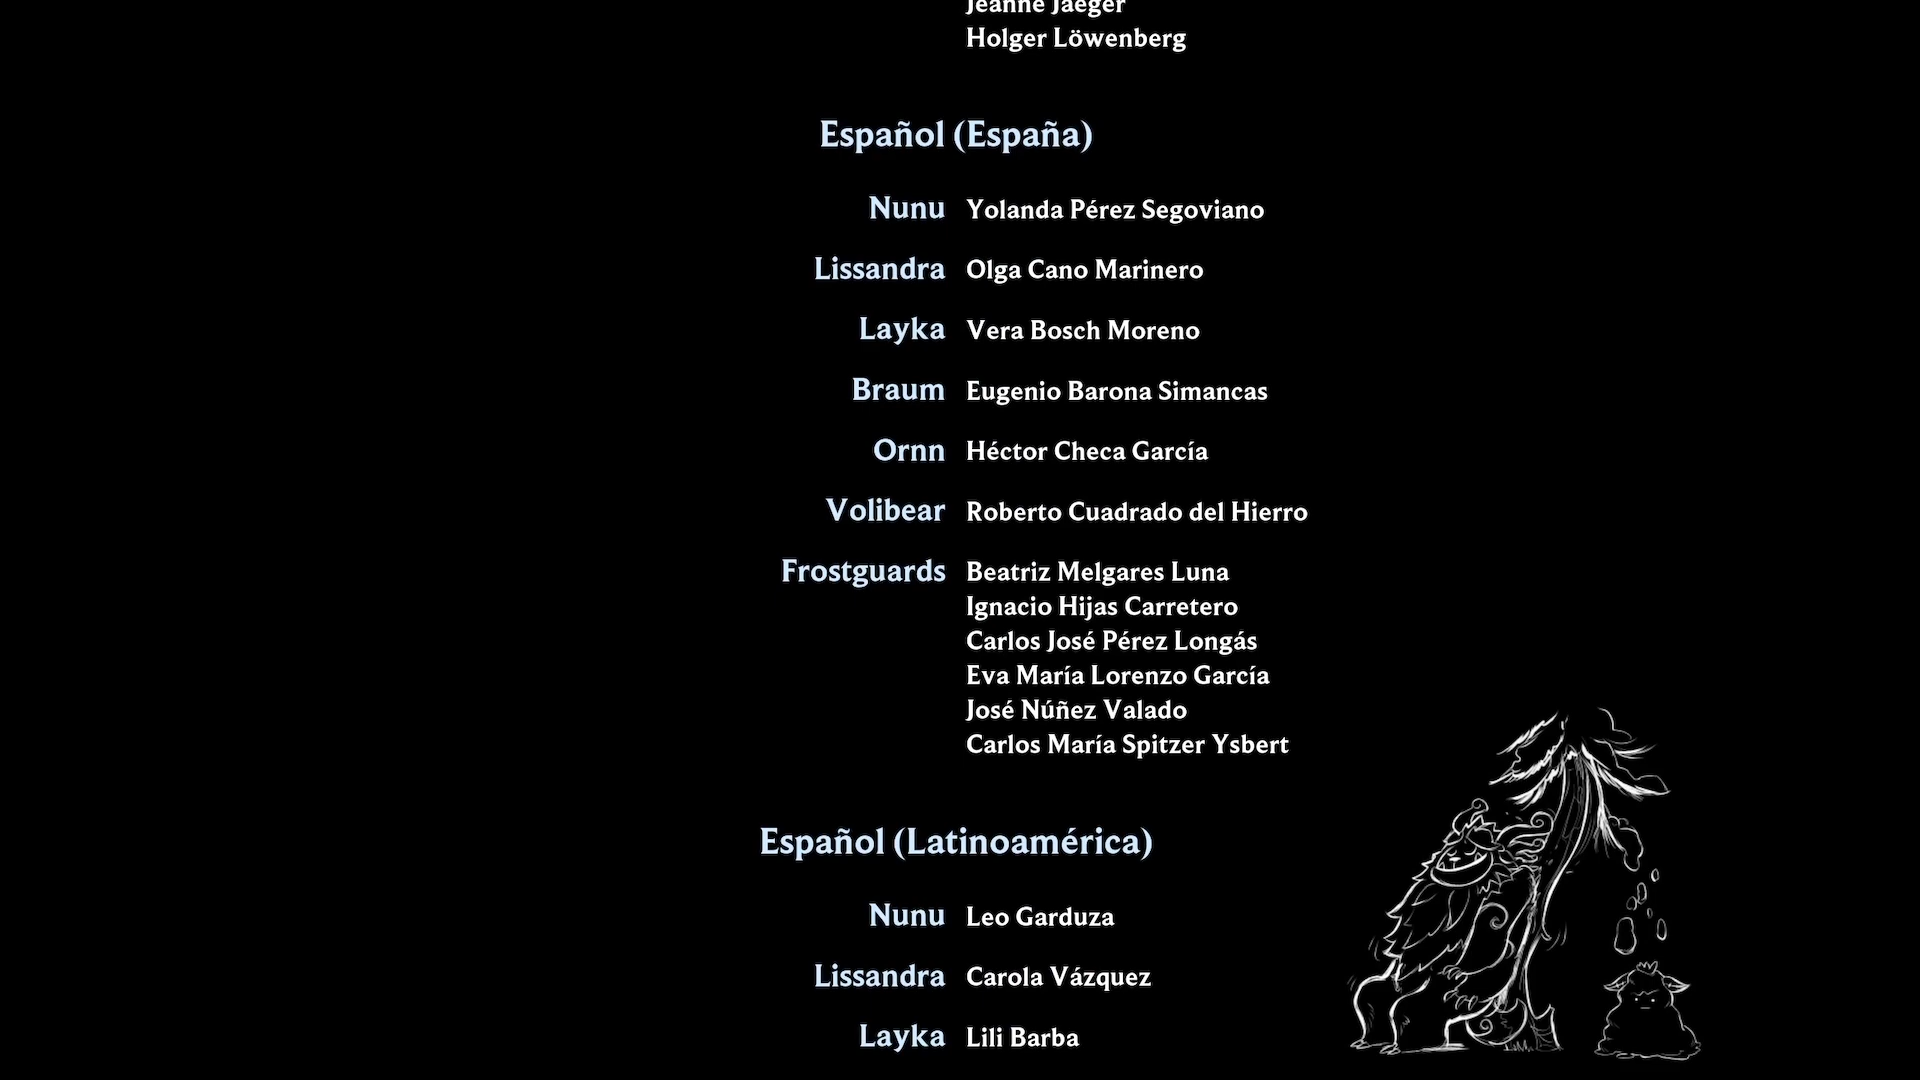 Jeanne Jaeger
Holger Löwenberg
Español (España)
Nunu Yolanda Pérez Segoviano
Lissandra Olga Cano Marinero
Layka Vera Bosch Moreno
Braum Eugenio Barona Simancas
Ornn Héctor Checa García
Volibear Roberto Cuadrado del Hierro
Frostguards Beatriz Melgares Luna
Ignacio Hijas Carretero
Carlos José Pérez Longás
Eva María Lorenzo García
José Núñez Valado
Carlos María Spitzer Ysbert
Español (Latinoamérica)
Nunu Leo Garduza
Lissandra Carola Vázquez
Layka Lili Barba